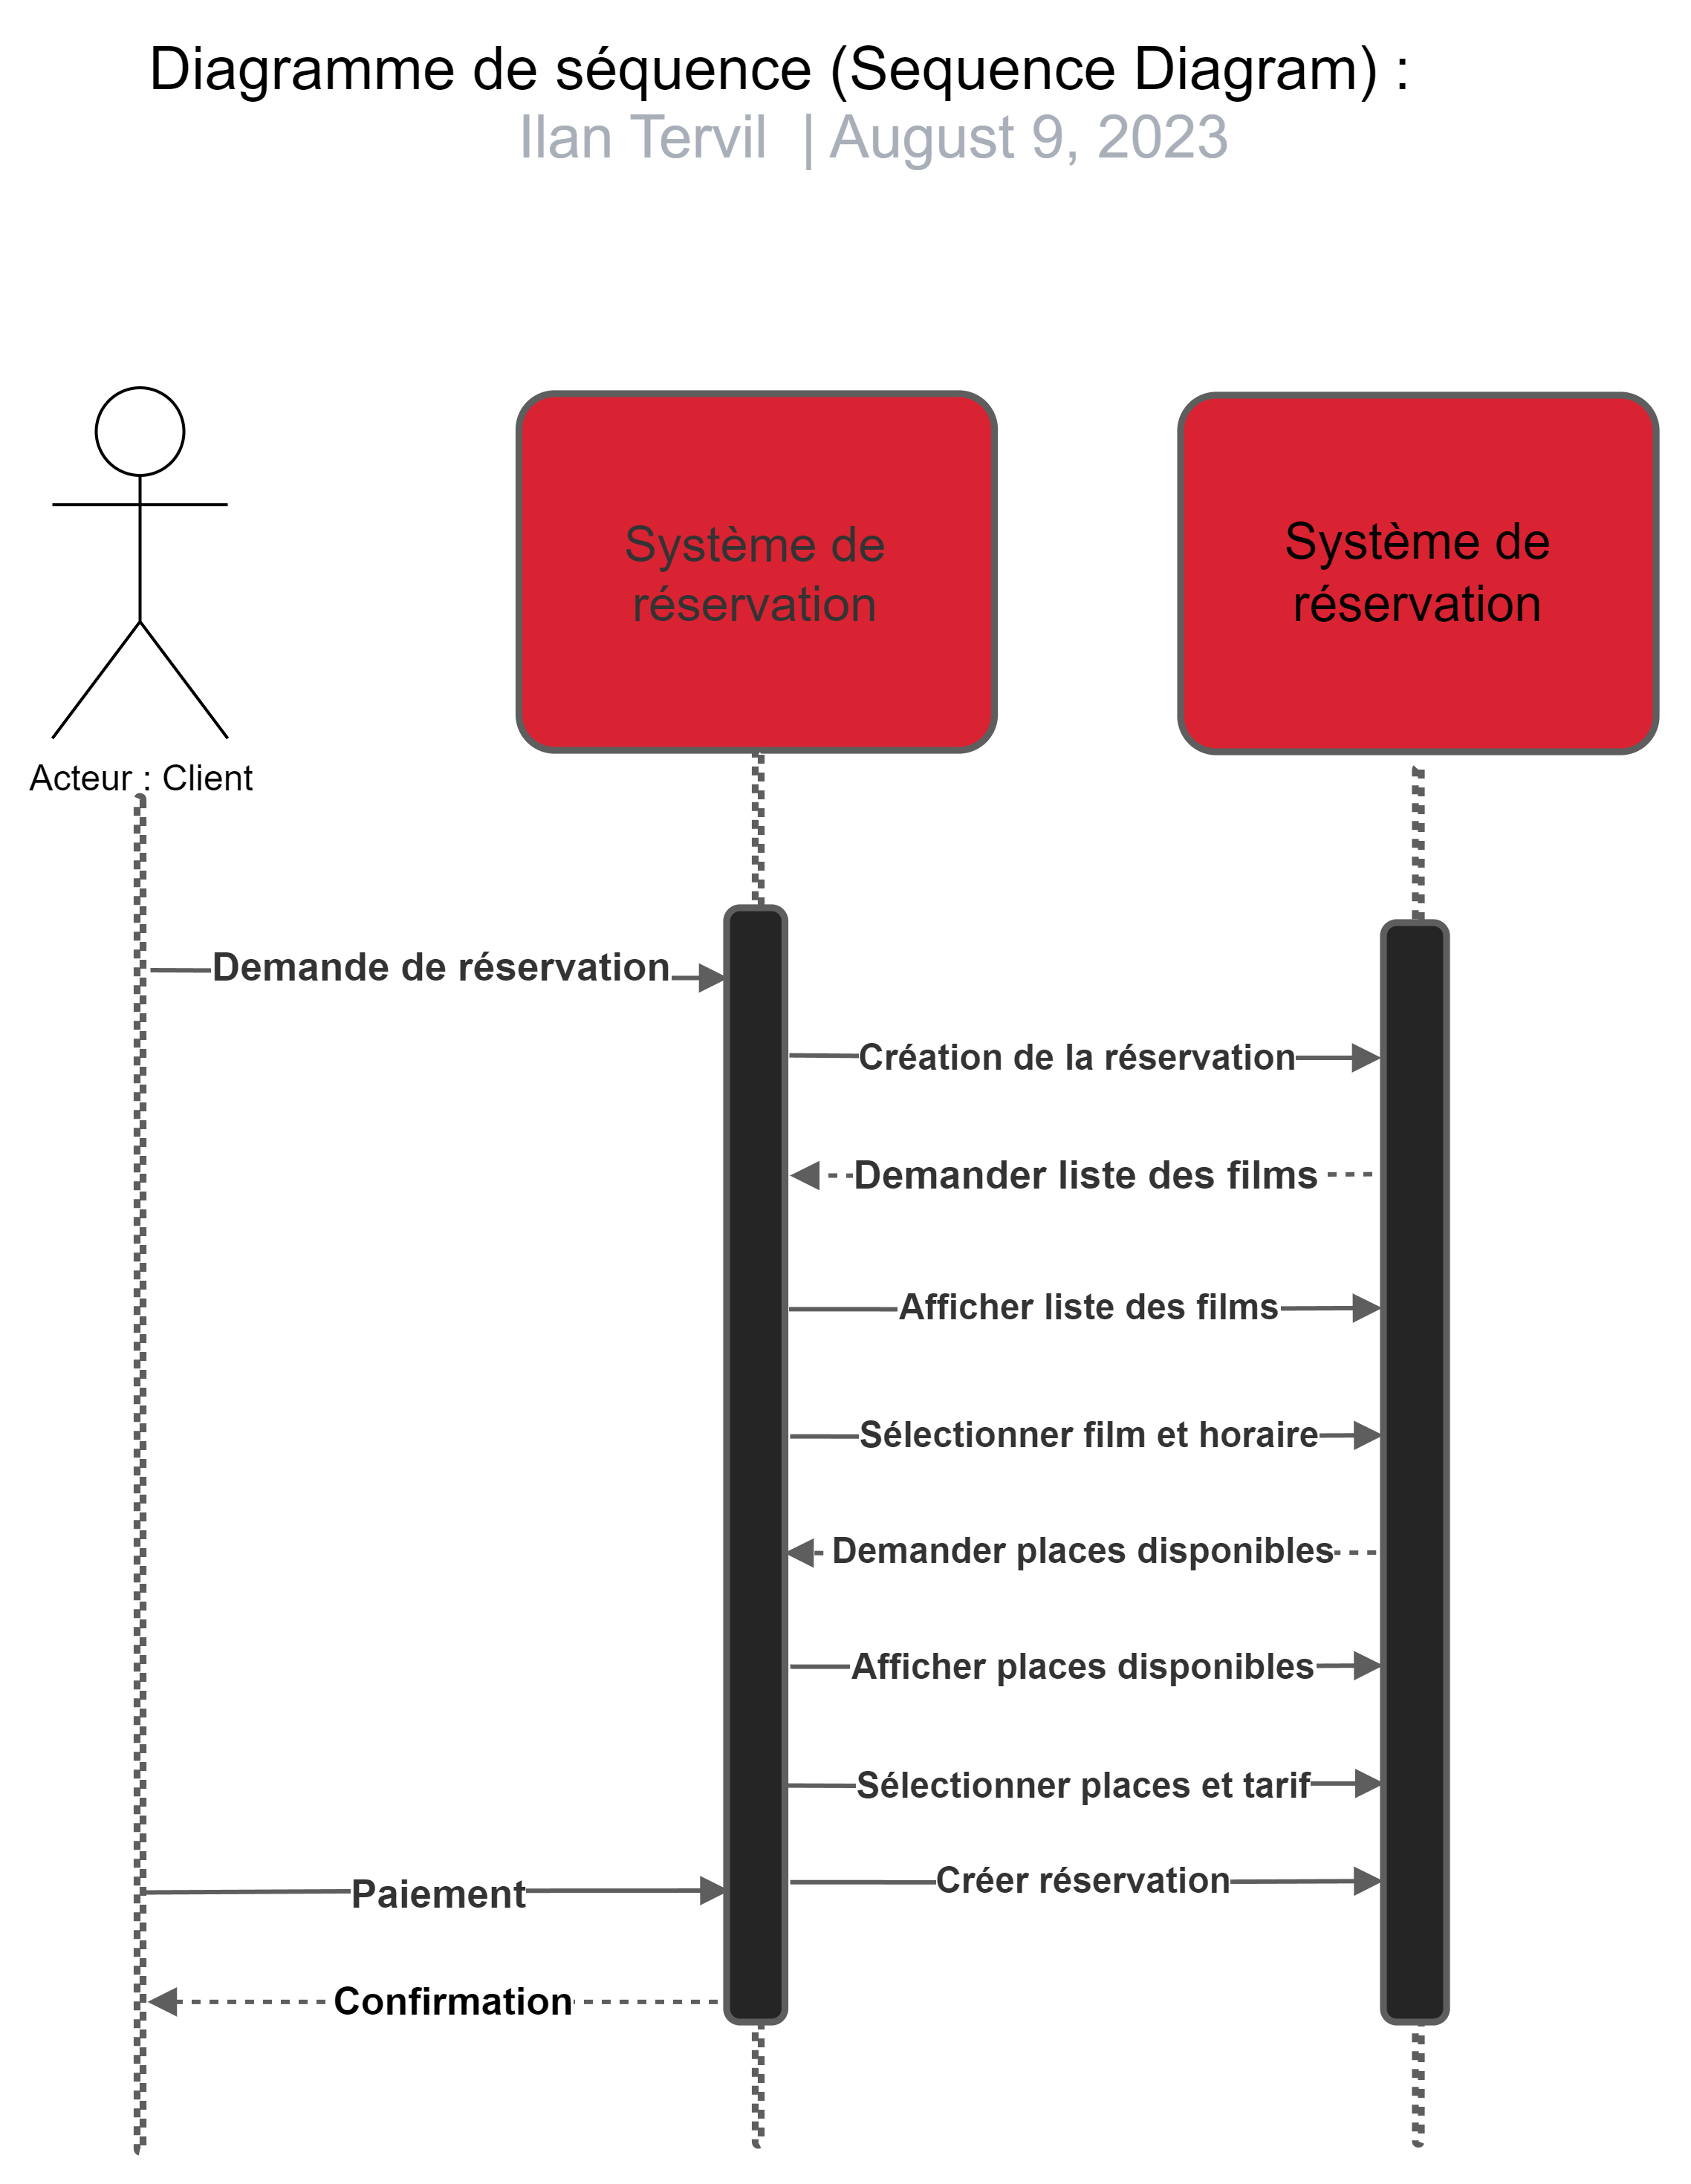 Diagramme de séquence (Sequence Diagram) :
Ilan Tervil | August 9, 2023
Système de
réservation
Système de
réservation
Acteur : Client
Demande de réservation
Création de la réservation
Demander liste des films
Afficher liste des films
Sélectionner film et horaire
Demander places disponibles
Afficher places disponibles
Sélectionner places et tarif
Créer réservation
Paiement
Confirmation